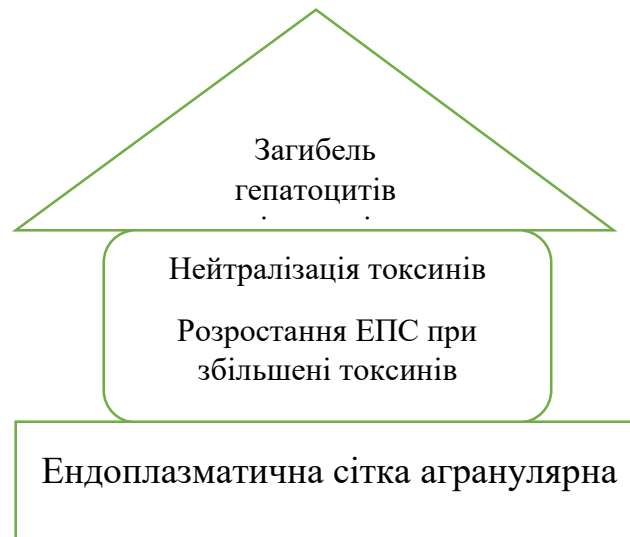 Загибель
гепатоцитів
Нейтралізація токсинів
Розростання ЕПС при
збільшені токсинів
Ендоплазматична сітка агранулярна